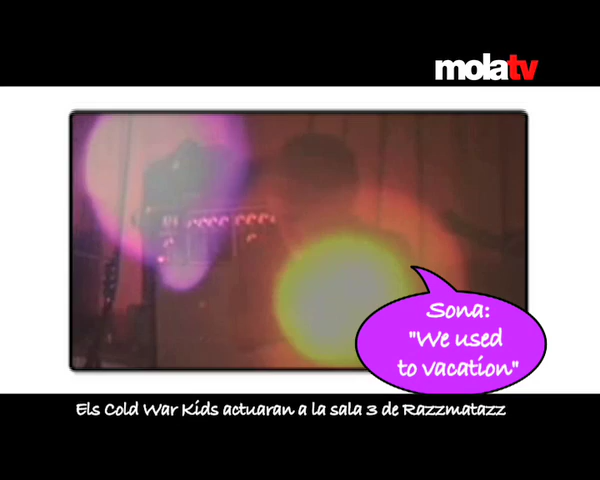 molatv
Sona:
"We used
to vacation"
Els Cold War Kids actuaran a la sala 3 de Razzmatazz